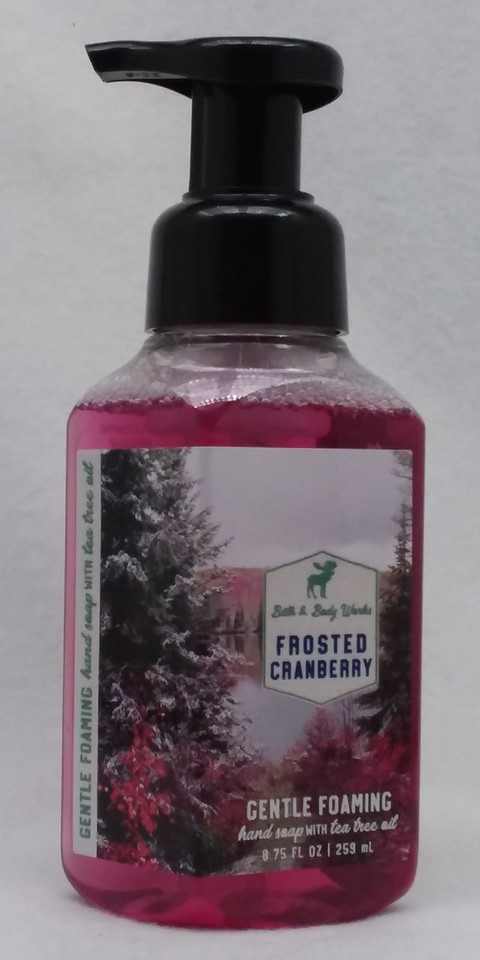 Bath & Body Works
FROSTED
CRANBERRY
GENTLE FOAMING
hand soap WITH tea tree oil
8.75 FL OZ | 259 mL
GENTLE FOAMING hand soap WITH tea tree oil